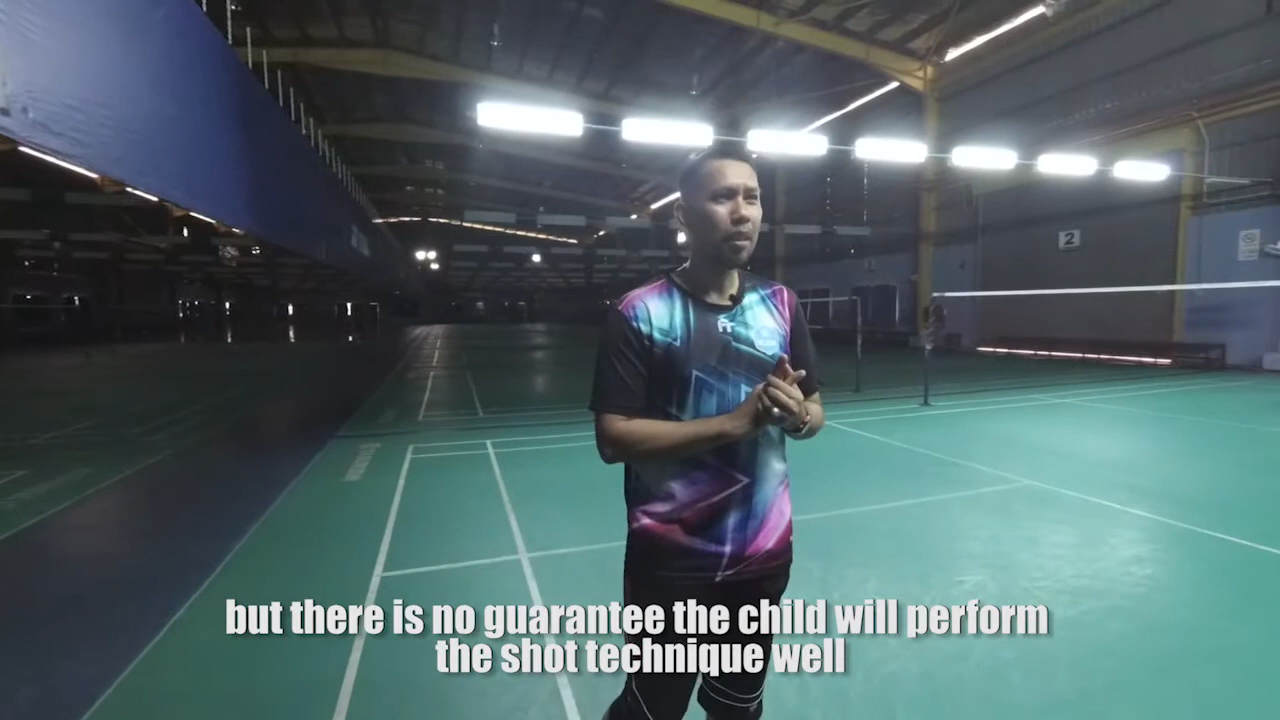 2
but there is no guarantee the child will perform
the shot technique well